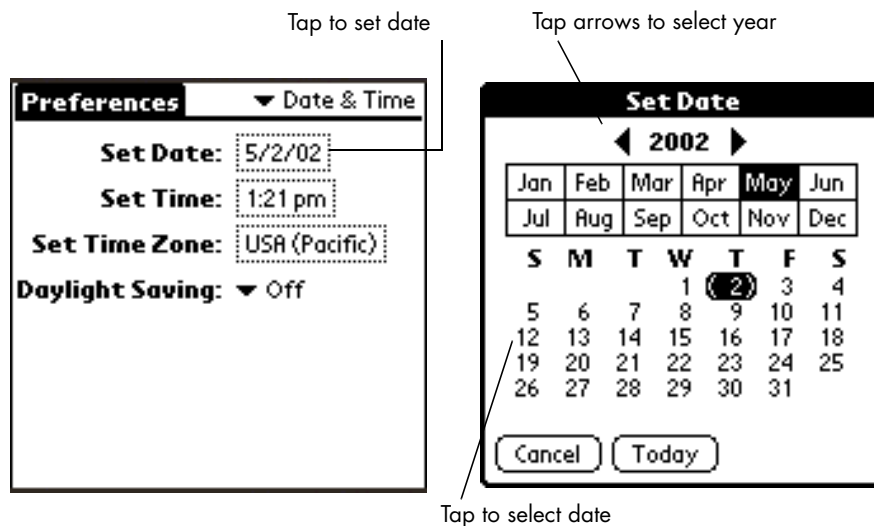 Tap to set date
Tap arrows to select year
Preferences
Date & Time
Set Date: 5/2/02
Set Time: 1:21 pm
Set Time Zone: USA (Pacific)
Daylight Saving: Off
Set Date
2002
Jan Feb Mar Apr May Jun
Jul Aug Sep Oct Nov Dec
S M T W T F S
1 2 3 4
5 6 7 8 9 10 11
12 13 14 15 16 17 18
19 20 21 22 23 24 25
26 27 28 29 30 31
Cancel Today
Tap to select date